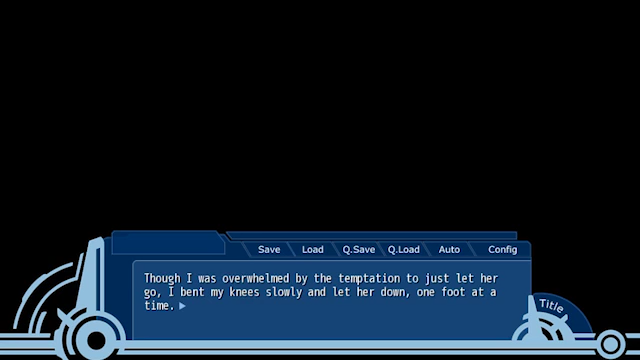 Save Load Q.Save Q.Load Auto Config
Though I was overwhelmed by the temptation to just let her
go, I bent my knees slowly and let her down, one foot at a
time.
Title